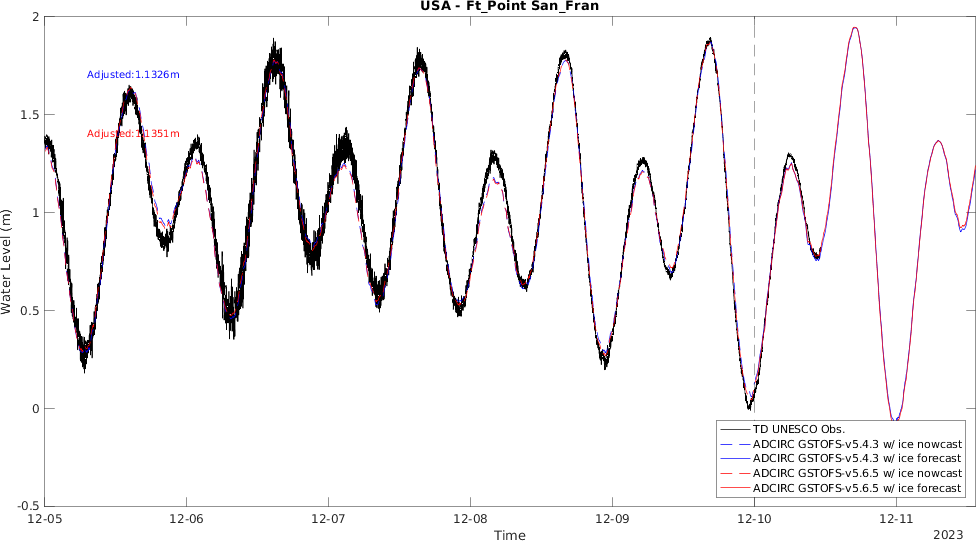 USA - Ft_Point San_Fran
2
1.5
1
0.5
0
-0.5
Water Level (m)
Adjusted:1.1326m
Adjusted:1.1351m
TD UNESCO Obs.
ADCIRC GSTOFS-v5.4.3 w/ ice nowcast
ADCIRC GSTOFS-v5.4.3 w/ ice forecast
ADCIRC GSTOFS-v5.6.5 w/ ice nowcast
ADCIRC GSTOFS-v5.6.5 w/ ice forecast
12-05 12-06 12-07 12-08 12-09 12-10 12-11
Time
2023